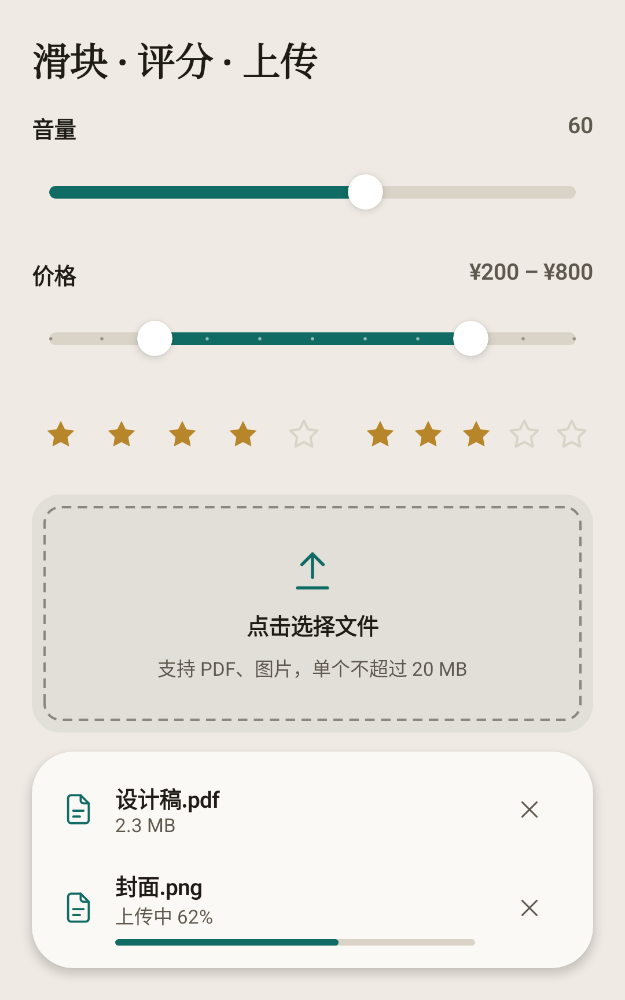 滑块 · 评分 · 上传
音量 60
价格 ¥200 – ¥800
点击选择文件
支持 PDF、图片，单个不超过 20 MB
设计稿.pdf
2.3 MB
封面.png
上传中 62%